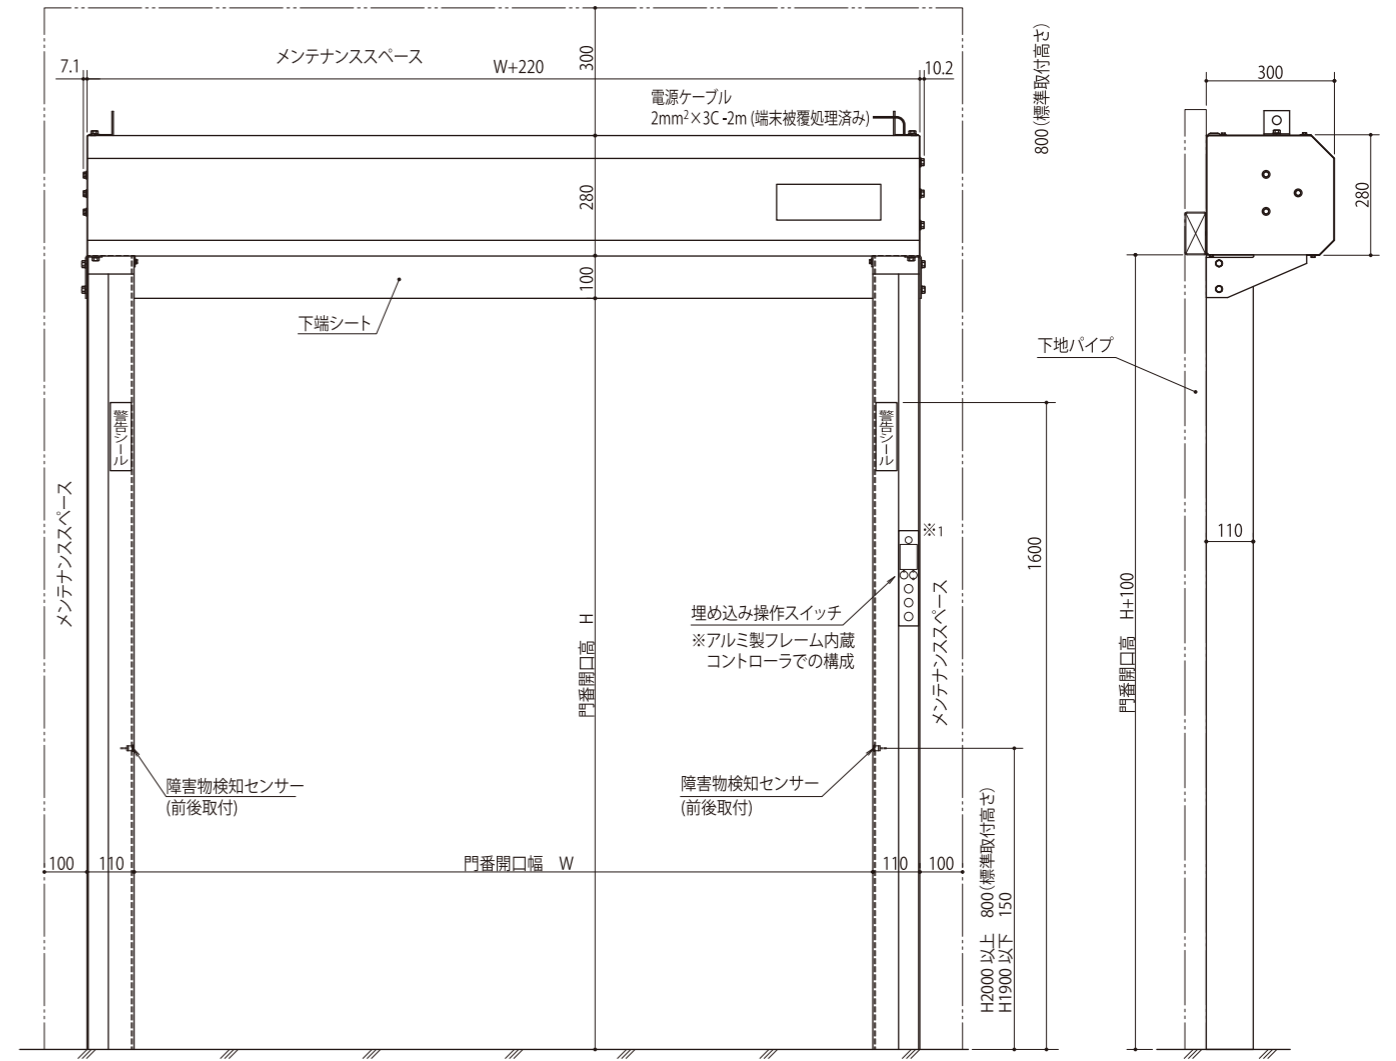 300
メンテナンススペース
7.1
W+220
10.2
電源ケーブル
2mm²×3C -2m (端末被覆処理済み)
280
100
下端シート
警告シール
警告シール
メンテナンススペース
※1
1600
埋め込み操作スイッチ
※アルミ製フレーム内蔵
コントローラでの構成
メンテナンススペース
門番開口高 H
障害物検知センサー
(前後取付)
障害物検知センサー
(前後取付)
100
110
門番開口幅 W
110
100
H2000 以上 800 (標準取付高さ)
H1900 以下 150
800 (標準取付高さ)
300
280
下地パイプ
110
門番開口高 H+100